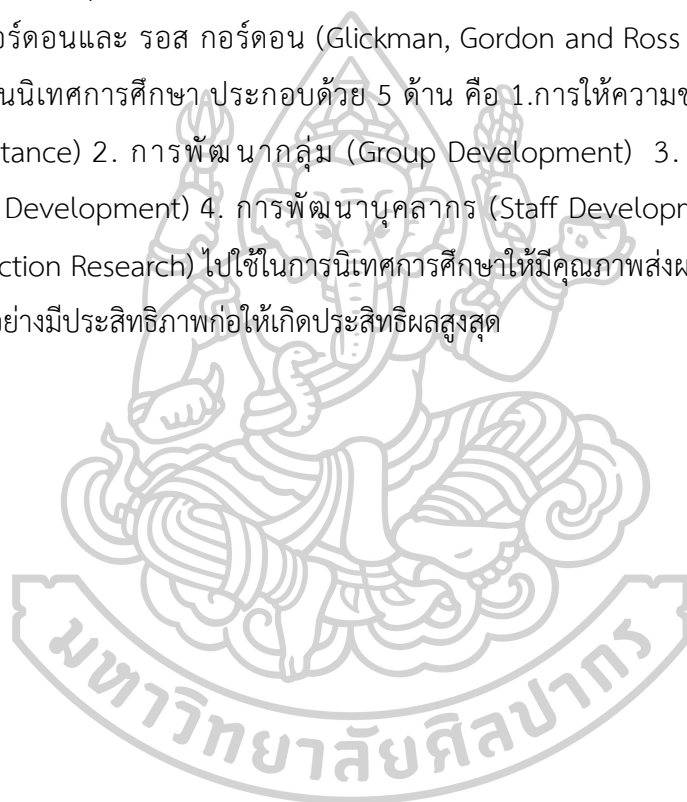 อร์ดอนและ รอส กอร์ดอน (Glickman, Gordon and Ross
นนิเทศการศึกษา ประกอบด้วย 5 ด้าน คือ 1.การให้ความช
tance) 2. การพัฒนากลุ่ม (Group Development) 3.
Development) 4. การพัฒนาบุคลากร (Staff Developm
ction Research) ไปใช้ในการนิเทศการศึกษาให้มีคุณภาพส่งผ
อย่างมีประสิทธิภาพก่อให้เกิดประสิทธิผลสูงสุด
มหาวิทยาลัยศิลปากร